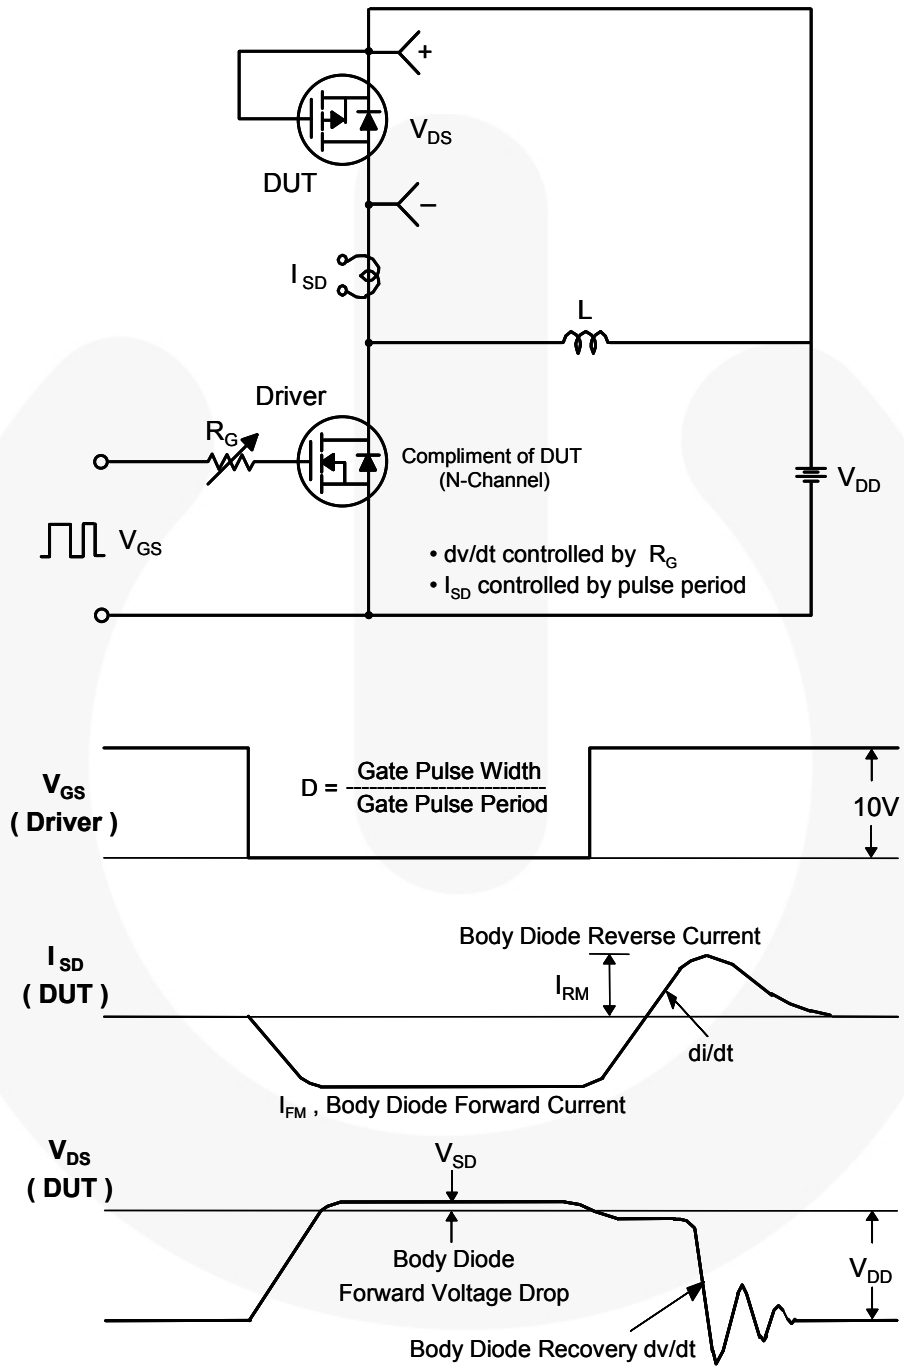 +
V_DS
DUT
–
I_SD
L
Driver
R_G
Compliment of DUT
(N-Channel)
V_DD
V_GS
• dv/dt controlled by R_G
• I_SD controlled by pulse period
V_GS
( Driver )
D = Gate Pulse Width
Gate Pulse Period
10V
I_SD
( DUT )
Body Diode Reverse Current
I_RM
di/dt
I_FM , Body Diode Forward Current
V_DS
( DUT )
V_SD
Body Diode
Forward Voltage Drop
V_DD
Body Diode Recovery dv/dt